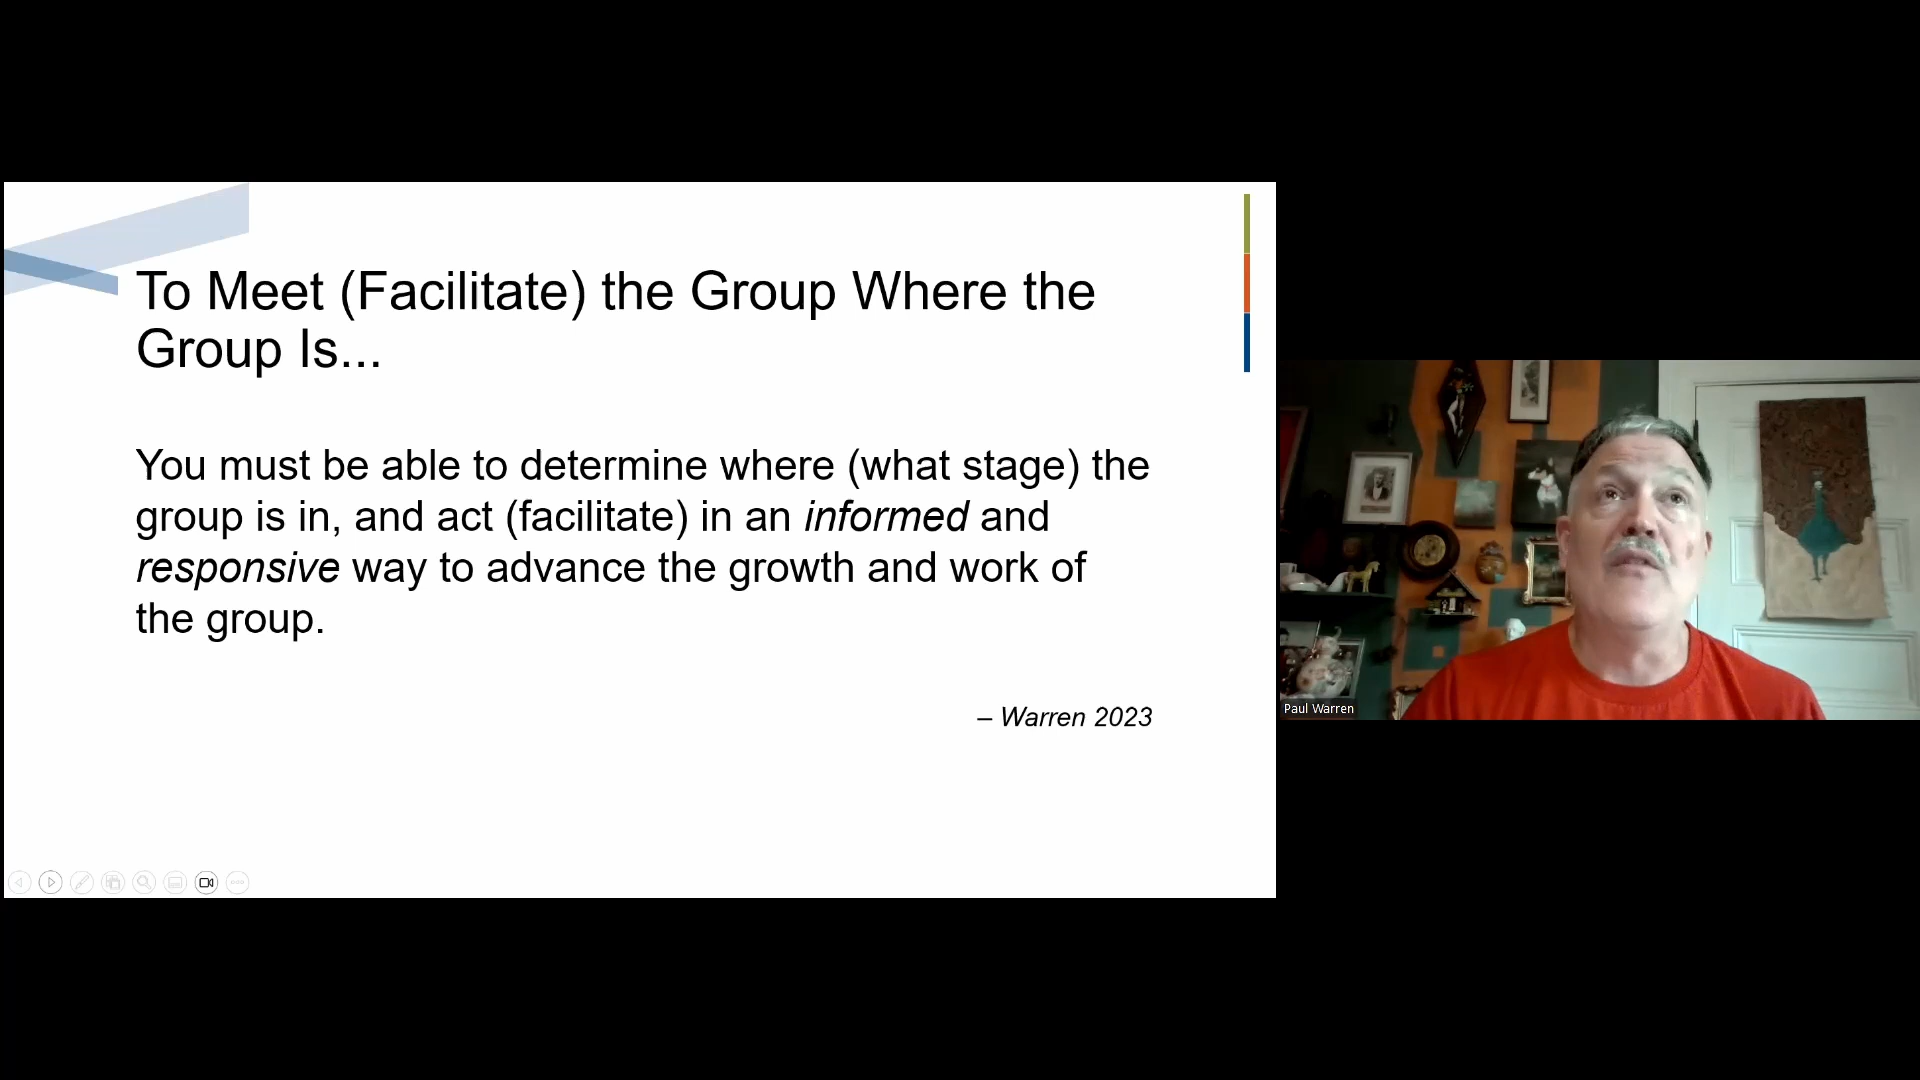 To Meet (Facilitate) the Group Where the
Group Is...
You must be able to determine where (what stage) the
group is in, and act (facilitate) in an informed and
responsive way to advance the growth and work of
the group.
– Warren 2023
Paul Warren